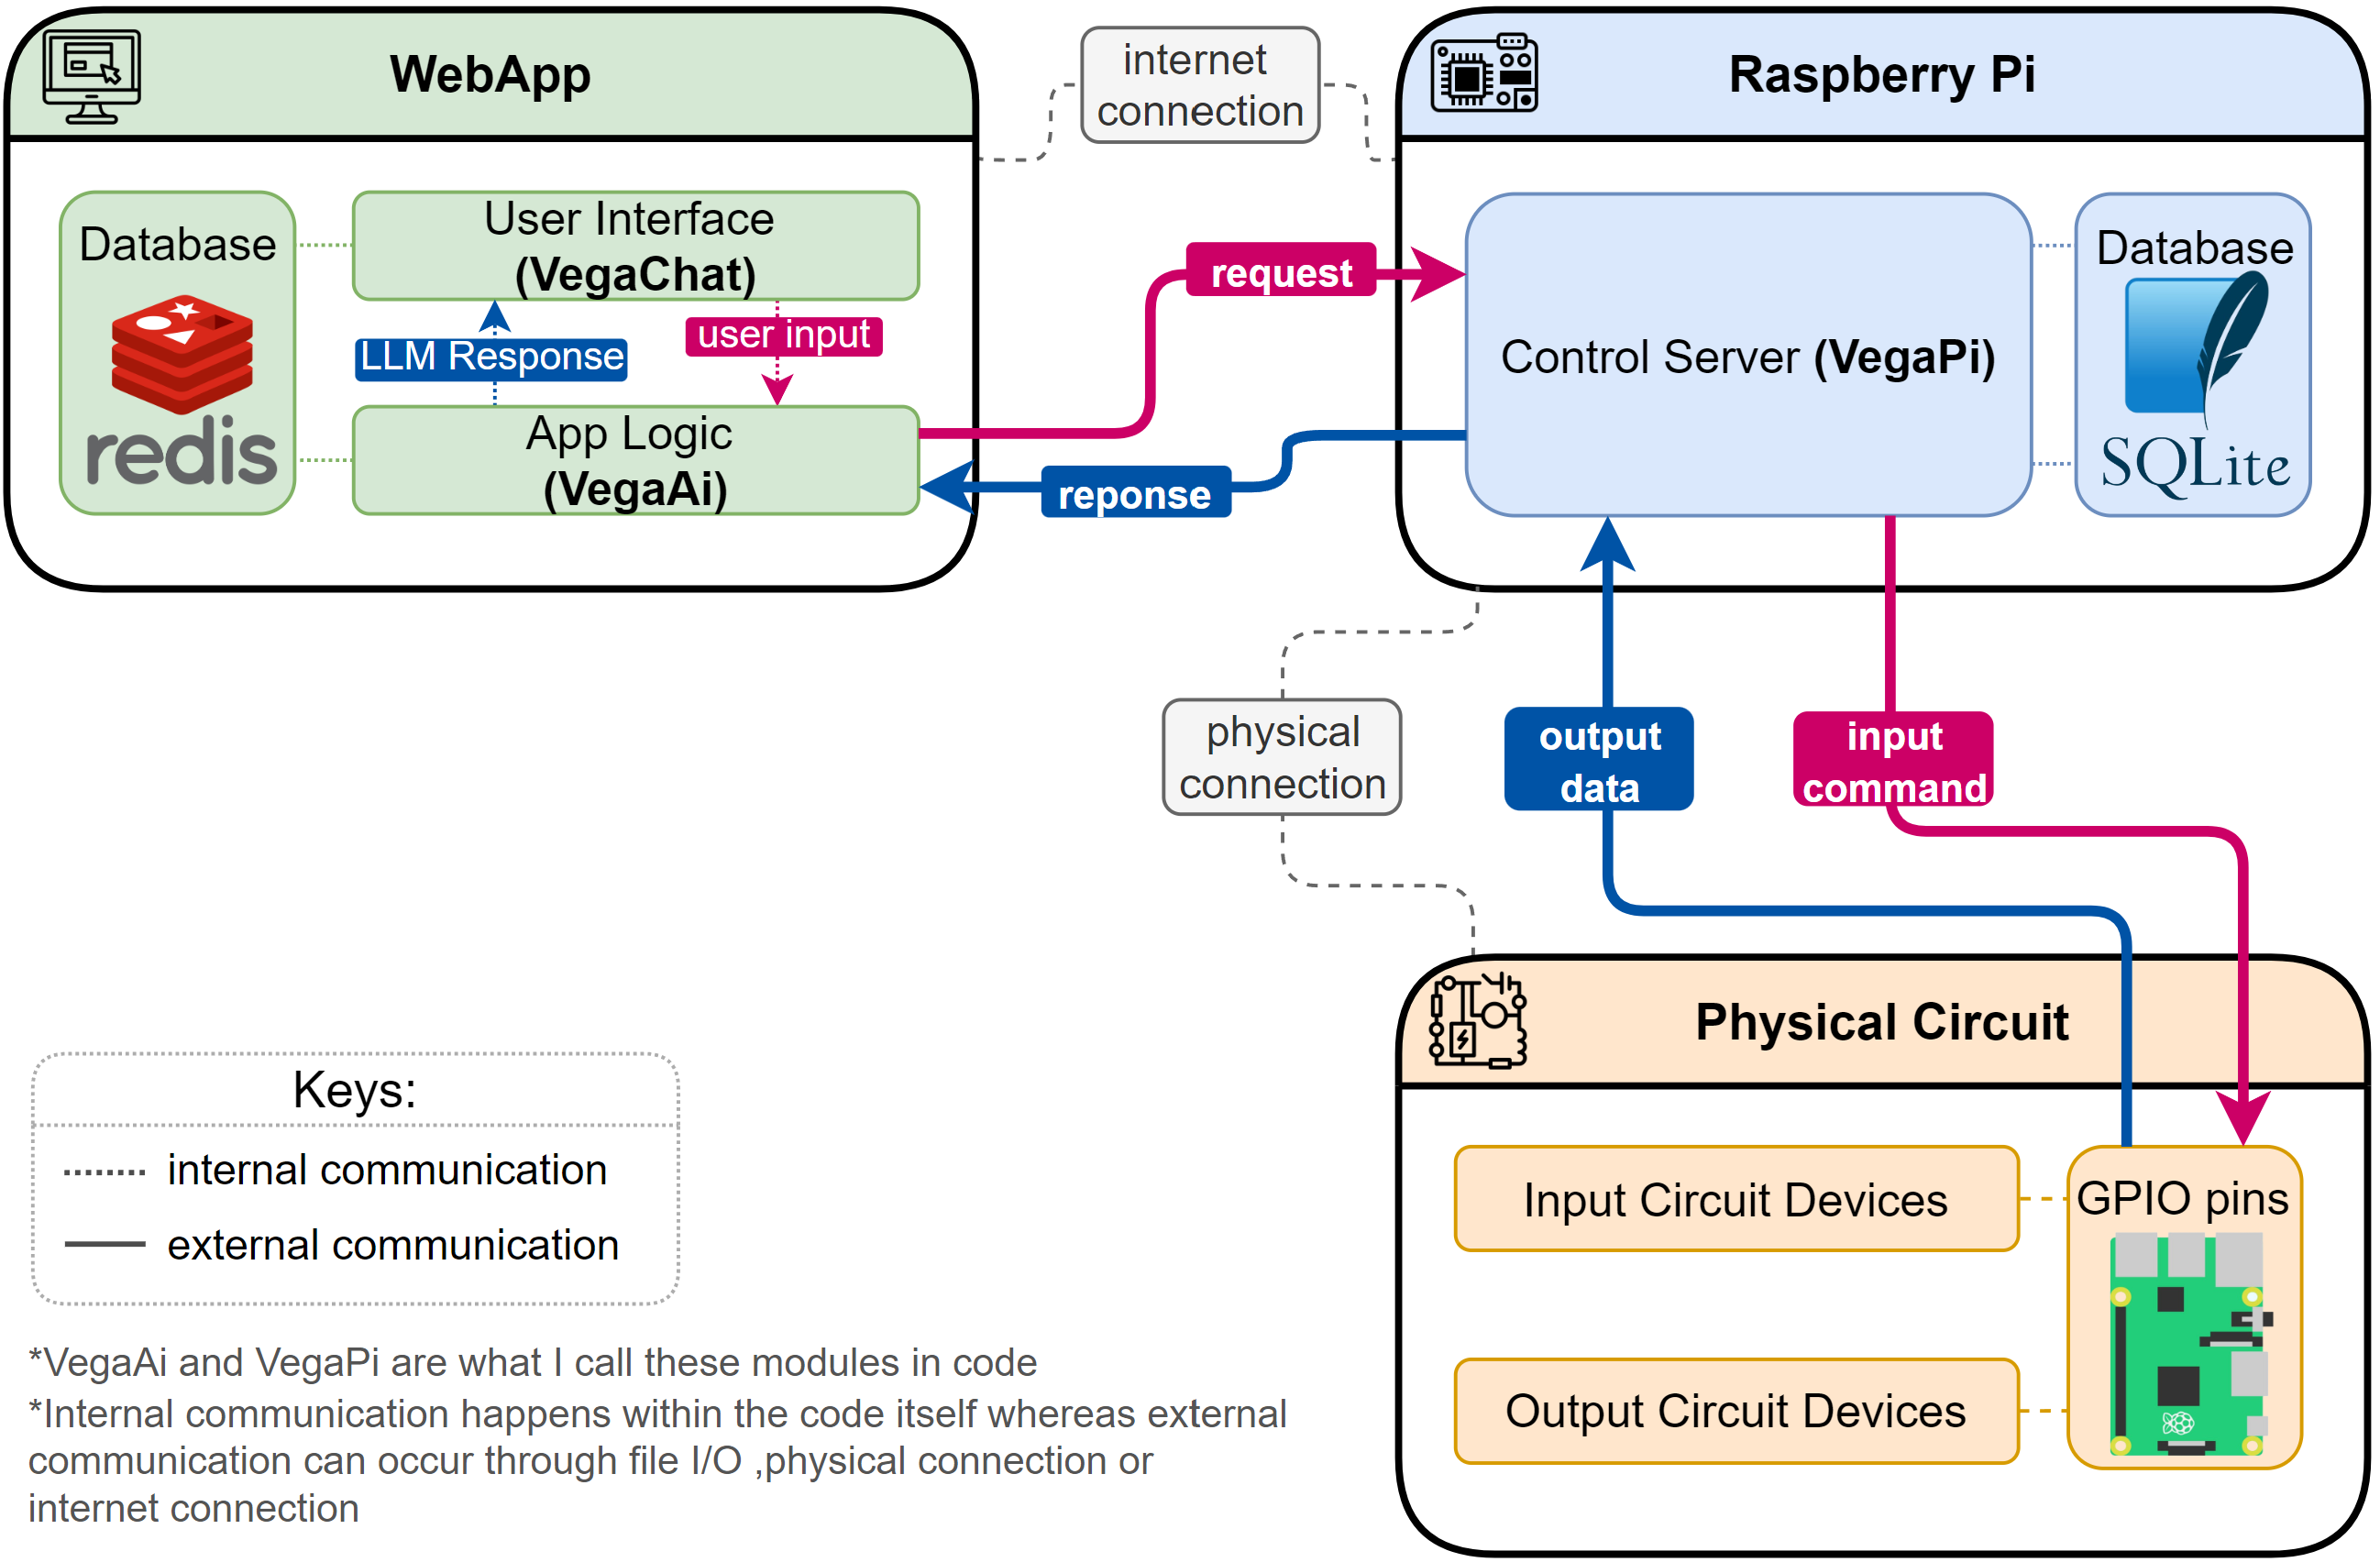 WebApp
internet
connection
Raspberry Pi
Database
redis
User Interface
(VegaChat)
LLM Response
user input
App Logic
(VegaAi)
request
reponse
Control Server (VegaPi)
Database
SQLite
physical
connection
output
data
input
command
Physical Circuit
Input Circuit Devices
GPIO pins
Output Circuit Devices
Keys:
internal communication
external communication
*VegaAi and VegaPi are what I call these modules in code
*Internal communication happens within the code itself whereas external
communication can occur through file I/O ,physical connection or
internet connection